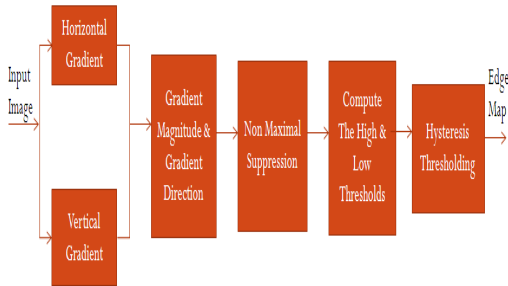 Input
Image
Horizontal
Gradient
Vertical
Gradient
Gradient
Magnitude &
Gradient
Direction
Non Maximal
Suppression
Compute
The High &
Low
Thresholds
Hysteresis
Thresholding
Edge
Map